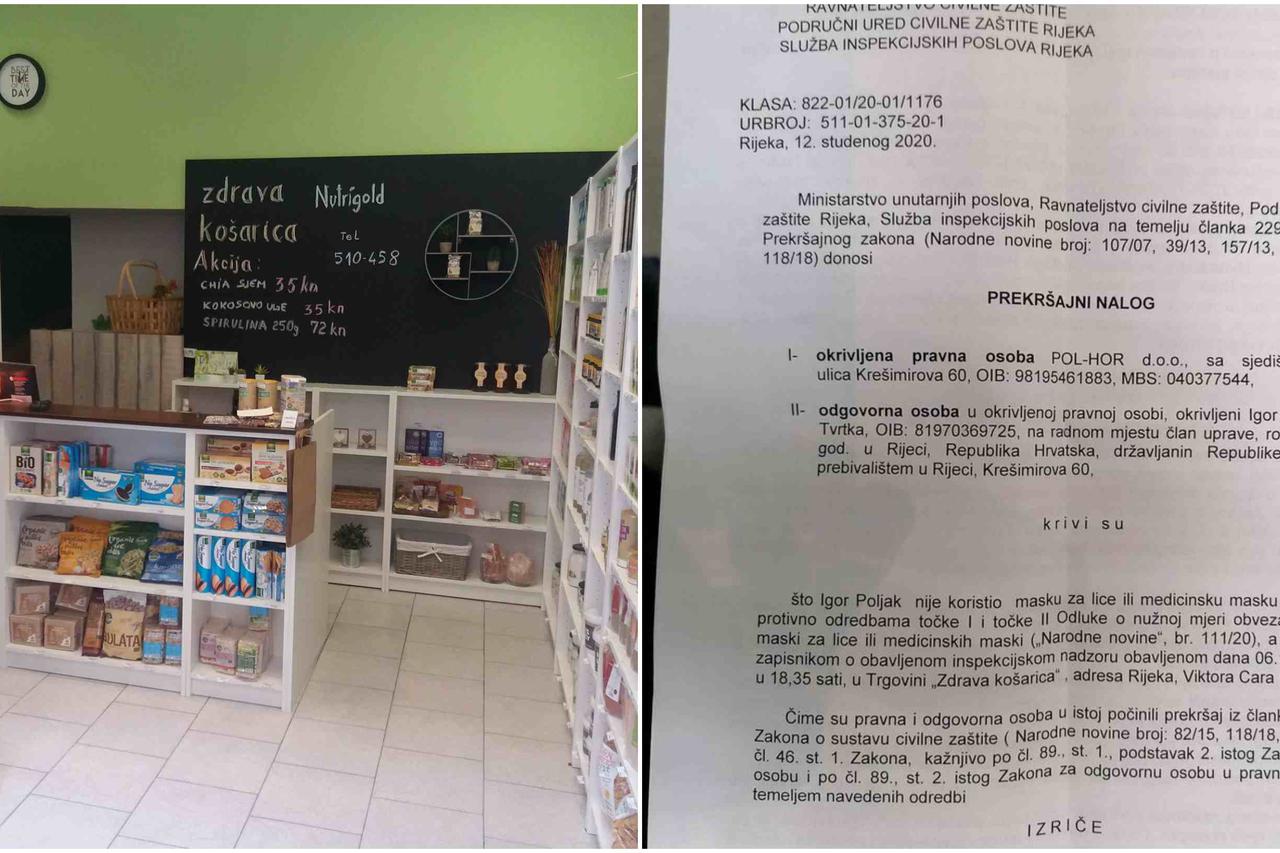 BEST
TIME
OF THE
DAY
zdrava
košarica
Nutrigold
Tel
510-458
Akcija:
CHIA SJEM 35 kn
KOKOSOVO ULJE 35 kn
SPIRULINA 250g 72 kn
BiO
No Sugar
No Sugar
Organic
Organic
RAVNATELJSTVO CIVILNE ZAŠTITE
PODRUČNI URED CIVILNE ZAŠTITE RIJEKA
SLUŽBA INSPEKCIJSKIH POSLOVA RIJEKA
KLASA: 822-01/20-01/1176
URBROJ: 511-01-375-20-1
Rijeka, 12. studenog 2020.
Ministarstvo unutarnjih poslova, Ravnateljstvo civilne zaštite, Pod
zaštite Rijeka, Služba inspekcijskih poslova na temelju članka 229
Prekršajnog zakona (Narodne novine broj: 107/07, 39/13, 157/13,
118/18) donosi
PREKRŠAJNI NALOG
I- okrivljena pravna osoba POL-HOR d.o.o., sa sjediš
ulica Krešimirova 60, OIB: 98195461883, MBS: 040377544,
II- odgovorna osoba u okrivljenoj pravnoj osobi, okrivljeni Igor
Tvrtka, OIB: 81970369725, na radnom mjestu član uprave, ro
god. u Rijeci, Republika Hrvatska, državljanin Republike
prebivalištem u Rijeci, Krešimirova 60,
krivi su
što Igor Poljak nije koristio masku za lice ili medicinsku masku
protivno odredbama točke I i točke II Odluke o nužnoj mjeri obveza
maski za lice ili medicinskih maski („Narodne novine“, br. 111/20), a
zapisnikom o obavljenom inspekcijskom nadzoru obavljenom dana 06.
u 18,35 sati, u Trgovini „Zdrava košarica“, adresa Rijeka, Viktora Cara
Čime su pravna i odgovorna osoba u istoj počinili prekršaj iz člank
Zakona o sustavu civilne zaštite ( Narodne novine broj: 82/15, 118/18,
čl. 46. st. 1. Zakona, kažnjivo po čl. 89., st. 1., podstavak 2. istog Za
osobu i po čl. 89., st. 2. istog Zakona za odgovornu osobu u pravn
temeljem navedenih odredbi
IZRIČE